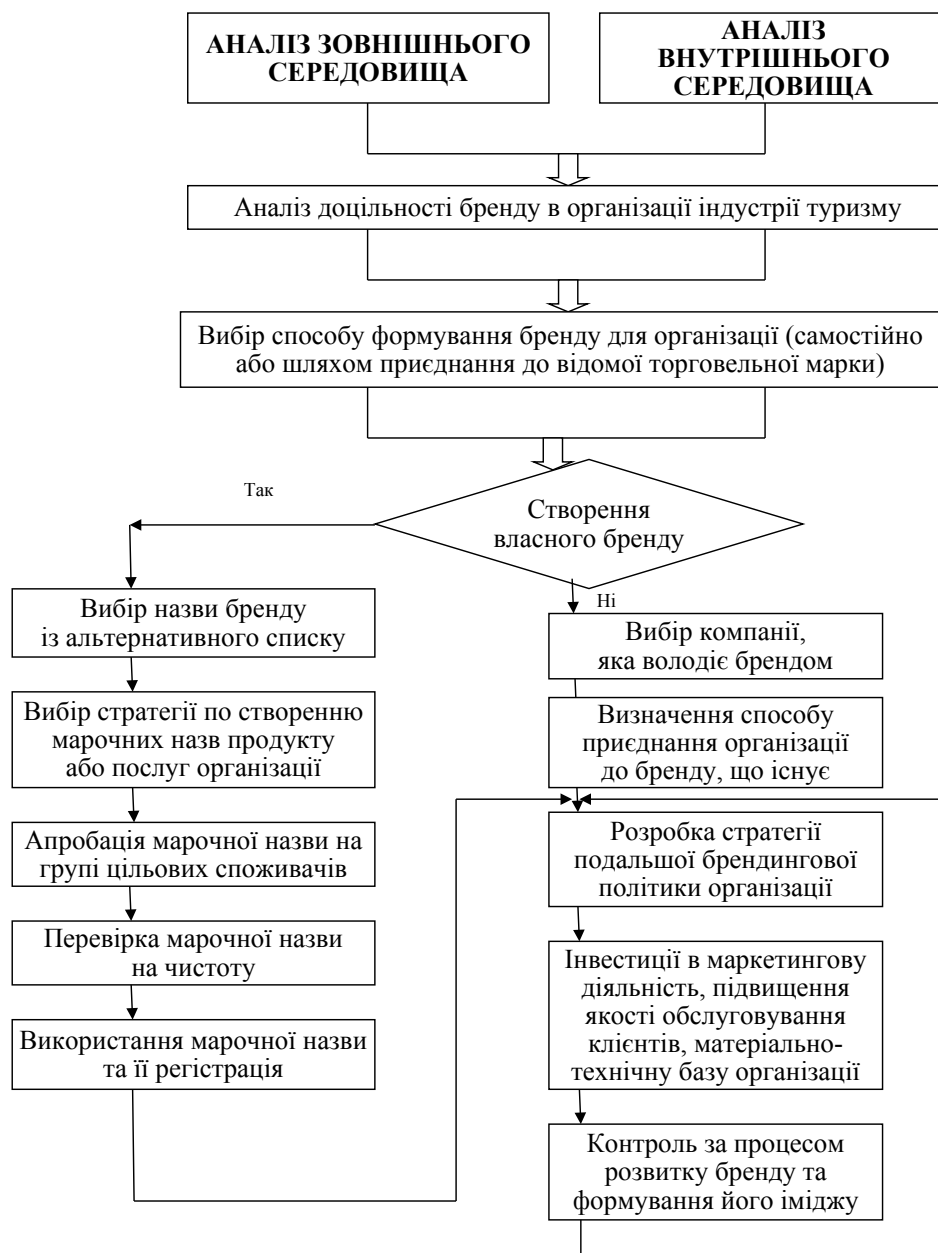 АНАЛІЗ ЗОВНІШНЬОГО
СЕРЕДОВИЩА
АНАЛІЗ
ВНУТРІШНЬОГО
СЕРЕДОВИЩА
Аналіз доцільності бренду в організації індустрії туризму
Вибір способу формування бренду для організації (самостійно
або шляхом приєднання до відомої торговельної марки)
Так
Створення
власного бренду
Ні
Вибір назви бренду
із альтернативного списку
Вибір стратегії по створенню
марочних назв продукту
або послуг організації
Апробація марочної назви на
групі цільових споживачів
Перевірка марочної назви
на чистоту
Використання марочної назви
та її регістрація
Вибір компанії,
яка володіє брендом
Визначення способу
приєднання організації
до бренду, що існує
Розробка стратегії
подальшої брендингової
політики організації
Інвестиції в маркетингову
діяльність, підвищення
якості обслуговування
клієнтів, матеріально-
технічну базу організації
Контроль за процесом
розвитку бренду та
формування його іміджу